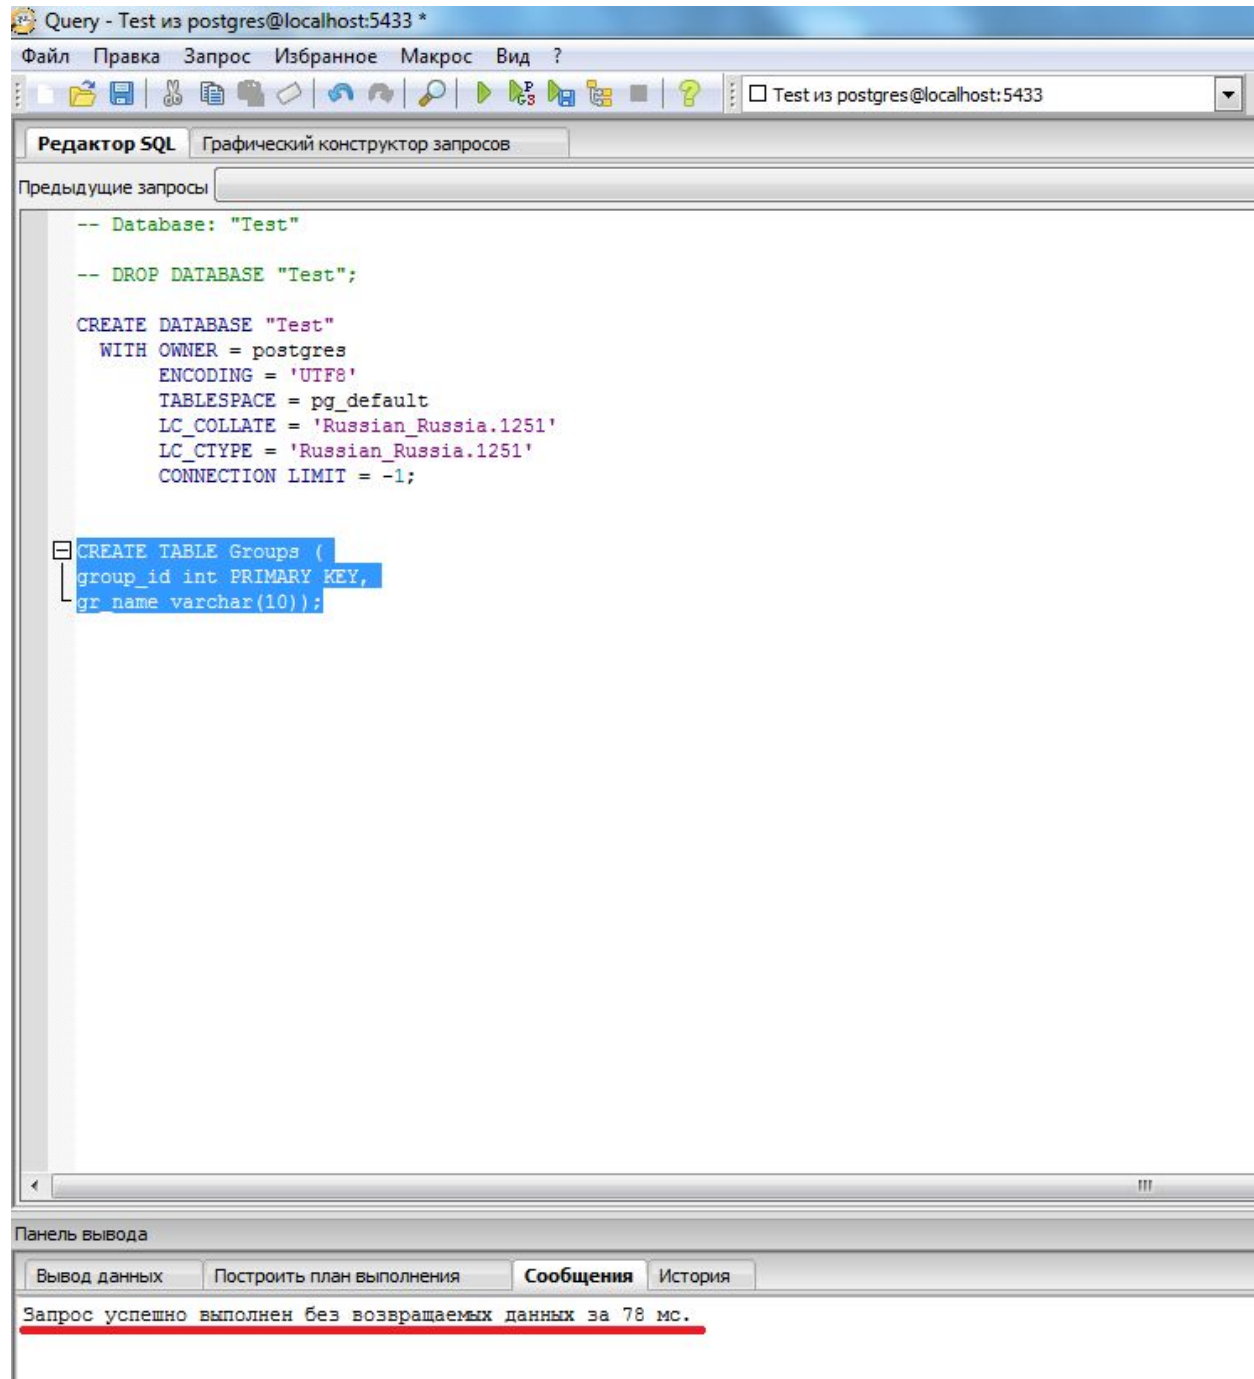 Query - Test из postgres@localhost:5433 *
Файл Правка Запрос Избранное Макрос Вид ?
Test из postgres@localhost:5433
Редактор SQL Графический конструктор запросов
Предыдущие запросы
-- Database: "Test"
-- DROP DATABASE "Test";
CREATE DATABASE "Test"
WITH OWNER = postgres
ENCODING = 'UTF8'
TABLESPACE = pg_default
LC_COLLATE = 'Russian_Russia.1251'
LC_CTYPE = 'Russian_Russia.1251'
CONNECTION LIMIT = -1;
CREATE TABLE Groups (
group_id int PRIMARY KEY,
gr_name varchar(10));
Панель вывода
Вывод данных Построить план выполнения Сообщения История
Запрос успешно выполнен без возвращаемых данных за 78 мс.